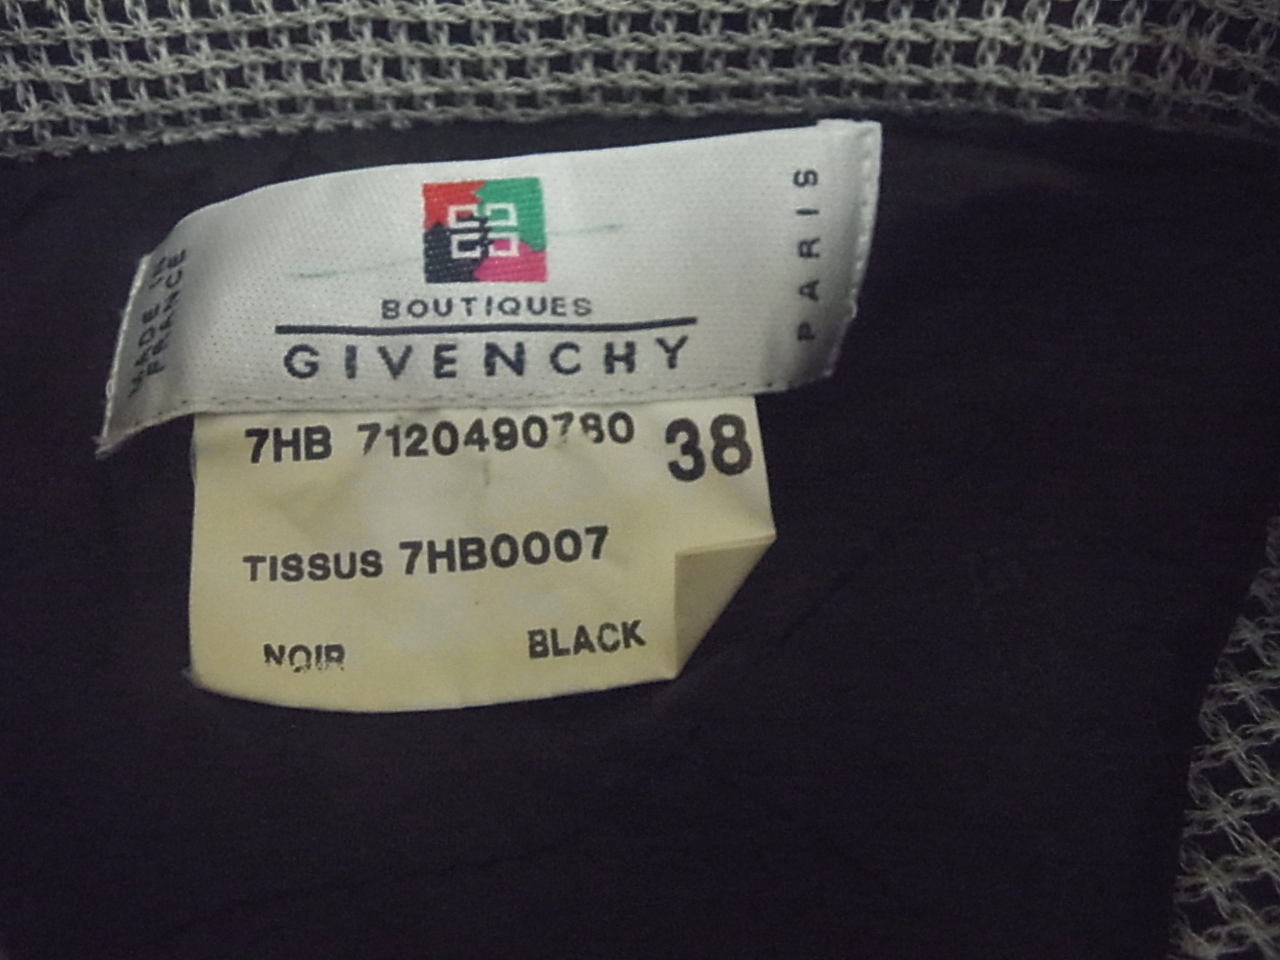 MADE IN
FRANCE
BOUTIQUES
GIVENCHY
PARIS
7HB 7120490780 38
TISSUS 7HB0007
NOIR BLACK